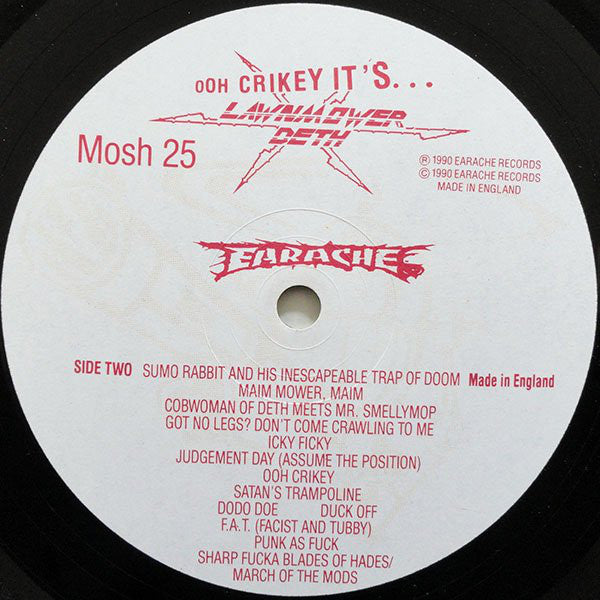 OOH CRIKEY IT'S...
LAWNMOWER
DETH
Mosh 25
℗ 1990 EARACHE RECORDS
© 1990 EARACHE RECORDS
MADE IN ENGLAND
EARACHE
SIDE TWO SUMO RABBIT AND HIS INESCAPEABLE TRAP OF DOOM Made in England
MAIM MOWER, MAIM
COBWOMAN OF DETH MEETS MR. SMELLYMOP
GOT NO LEGS? DON'T COME CRAWLING TO ME
ICKY FICKY
JUDGEMENT DAY (ASSUME THE POSITION)
OOH CRIKEY
SATAN'S TRAMPOLINE
DODO DOE DUCK OFF
F.A.T. (FACIST AND TUBBY)
PUNK AS FUCK
SHARP FUCKA BLADES OF HADES/
MARCH OF THE MODS